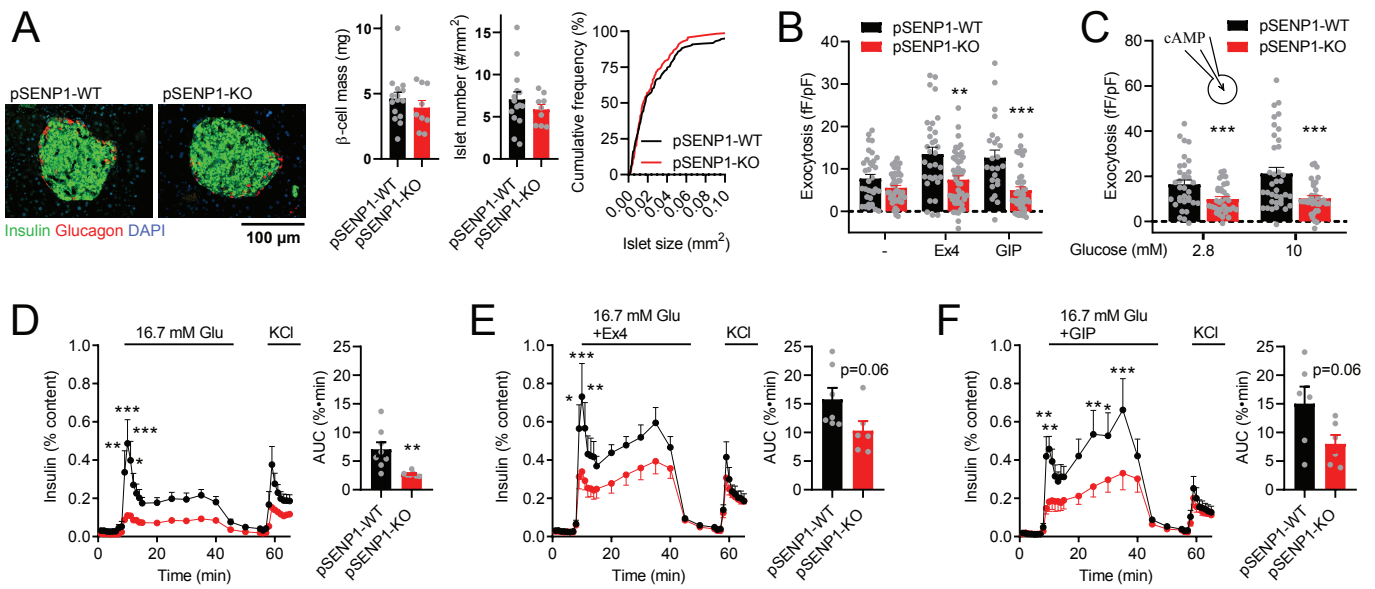 A
pSENP1-WT
pSENP1-KO
Insulin Glucagon DAPI
100 µm
β-cell mass (mg)
15
10
5
0
pSENP1-WT
pSENP1-KO
Islet number (#/mm²)
15
10
5
0
pSENP1-WT
pSENP1-KO
Cumulative frequency (%)
100
75
50
25
0
pSENP1-WT
pSENP1-KO
0.00
0.02
0.04
0.06
0.08
0.10
Islet size (mm²)
B
pSENP1-WT
pSENP1-KO
Exocytosis (fF/pF)
40
30
20
10
0
**
***
-
Ex4
GIP
C
pSENP1-WT
pSENP1-KO
cAMP
Exocytosis (fF/pF)
80
60
40
20
0
***
***
Glucose (mM)
2.8
10
D
16.7 mM Glu
KCl
Insulin (% content)
1.0
0.8
0.6
0.4
0.2
0.0
**
***
***
*
0
20
40
60
Time (min)
AUC (%•min)
25
20
15
10
5
0
**
pSENP1-WT
pSENP1-KO
E
16.7 mM Glu
+Ex4
KCl
Insulin (% content)
1.0
0.8
0.6
0.4
0.2
0.0
*
***
**
0
20
40
60
Time (min)
AUC (%•min)
25
20
15
10
5
0
p=0.06
pSENP1-WT
pSENP1-KO
F
16.7 mM Glu
+GIP
KCl
Insulin (% content)
1.0
0.8
0.6
0.4
0.2
0.0
**
**
**
*
***
0
20
40
60
Time (min)
AUC (%•min)
25
20
15
10
5
0
p=0.06
pSENP1-WT
pSENP1-KO